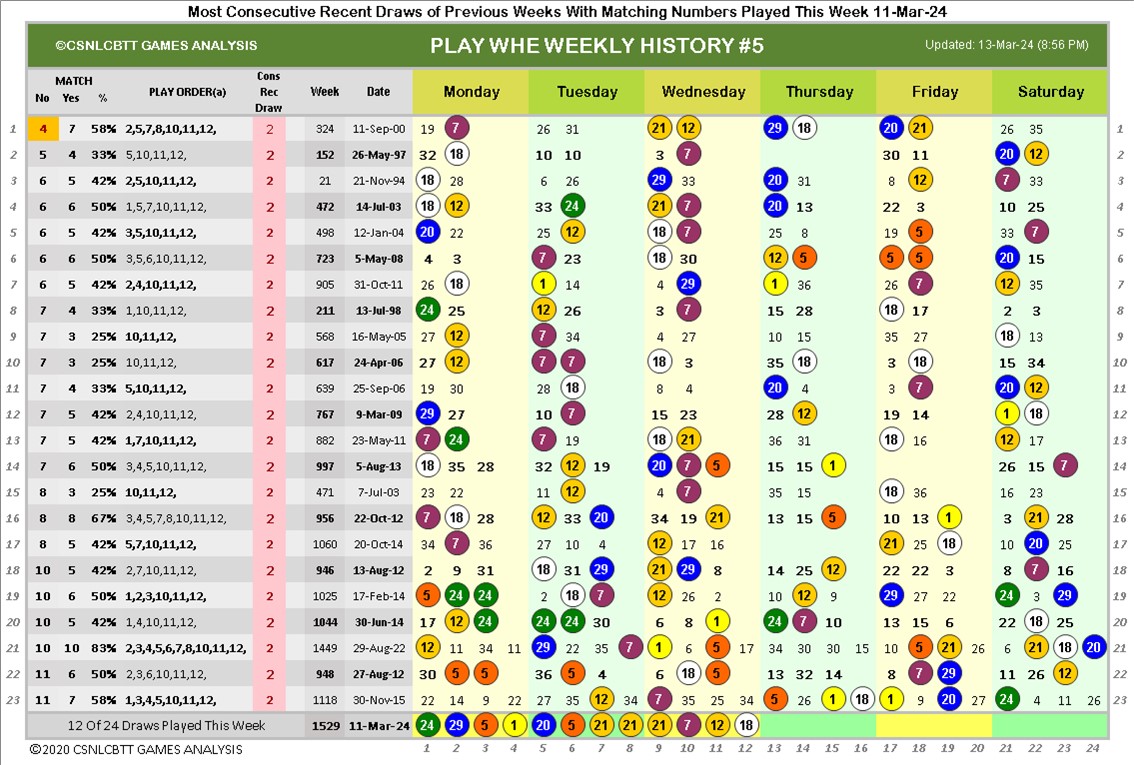 Most Consecutive Recent Draws of Previous Weeks With Matching Numbers Played This Week 11-Mar-24
©CSNLCBTT GAMES ANALYSIS PLAY WHE WEEKLY HISTORY #5 Updated: 13-Mar-24 (8:56 PM)
No MATCH Yes % PLAY ORDER(a) Cons Rec Draw Week Date Monday Tuesday Wednesday Thursday Friday Saturday
1 4 7 58% 2,5,7,8,10,11,12, 2 324 11-Sep-00 19 7 26 31 21 12 29 18 20 21 26 35 1
2 5 4 33% 5,10,11,12, 2 152 26-May-97 32 18 10 10 3 7 30 11 20 12 2
3 6 5 42% 2,5,10,11,12, 2 21 21-Nov-94 18 28 6 26 29 33 20 31 8 12 7 33 3
4 6 6 50% 1,5,7,10,11,12, 2 472 14-Jul-03 18 12 33 24 21 7 20 13 22 3 10 25 4
5 6 5 42% 3,5,10,11,12, 2 498 12-Jan-04 20 22 25 12 18 7 25 8 19 5 33 7 5
6 6 6 50% 3,5,6,10,11,12, 2 723 5-May-08 4 3 7 23 18 30 12 5 5 5 20 15 6
7 6 5 42% 2,4,10,11,12, 2 905 31-Oct-11 26 18 1 14 4 29 1 36 26 7 12 35 7
8 7 4 33% 1,10,11,12, 2 211 13-Jul-98 24 25 12 26 3 7 15 28 18 17 2 3 8
9 7 3 25% 10,11,12, 2 568 16-May-05 27 12 7 34 4 27 10 15 35 27 18 13 9
10 7 3 25% 10,11,12, 2 617 24-Apr-06 27 12 7 7 18 3 35 18 3 18 15 34 10
11 7 4 33% 5,10,11,12, 2 639 25-Sep-06 19 30 28 18 8 4 20 4 3 7 20 12 11
12 7 5 42% 2,4,10,11,12, 2 767 9-Mar-09 29 27 10 7 15 23 28 12 19 14 1 18 12
13 7 5 42% 1,7,10,11,12, 2 882 23-May-11 7 24 7 19 18 21 36 31 18 16 12 17 13
14 7 6 50% 3,4,5,10,11,12, 2 997 5-Aug-13 18 35 28 32 12 19 20 7 5 15 15 1 26 15 7 14
15 8 3 25% 10,11,12, 2 471 7-Jul-03 23 22 11 12 4 7 35 15 18 36 16 23 15
16 8 8 67% 3,4,5,7,8,10,11,12, 2 956 22-Oct-12 7 18 28 12 33 20 34 19 21 13 15 5 10 13 1 3 21 28 16
17 8 5 42% 5,7,10,11,12, 2 1060 20-Oct-14 34 7 36 27 10 4 12 17 16 21 25 18 10 20 25 17
18 10 5 42% 2,7,10,11,12, 2 946 13-Aug-12 2 9 31 18 31 29 21 29 8 14 25 12 22 22 3 8 7 16 18
19 10 6 50% 1,2,3,10,11,12, 2 1025 17-Feb-14 5 24 24 2 18 7 12 26 2 10 12 9 29 27 22 24 3 29 19
20 10 5 42% 1,4,10,11,12, 2 1044 30-Jun-14 17 12 24 24 24 30 6 8 1 24 7 10 13 15 6 22 18 25 20
21 10 10 83% 2,3,4,5,6,7,8,10,11,12, 2 1449 29-Aug-22 12 11 34 11 29 22 35 7 1 6 5 17 34 30 30 16 10 5 21 26 6 21 18 20 21
22 11 6 50% 2,3,6,10,11,12, 2 948 27-Aug-12 30 5 5 36 5 4 6 18 5 13 32 14 8 7 29 11 26 12 22
23 11 7 58% 1,3,4,5,10,11,12, 2 1118 30-Nov-15 22 14 9 22 27 12 34 7 25 34 5 26 1 18 1 9 20 27 24 4 11 26 23
12 Of 24 Draws Played This Week 1529 11-Mar-24 24 29 5 1 20 5 21 21 21 7 12 18
©2020 CSNLCBTT GAMES ANALYSIS 1 2 3 4 5 6 7 8 9 10 11 12 13 14 15 16 17 18 19 20 21 22 23 24